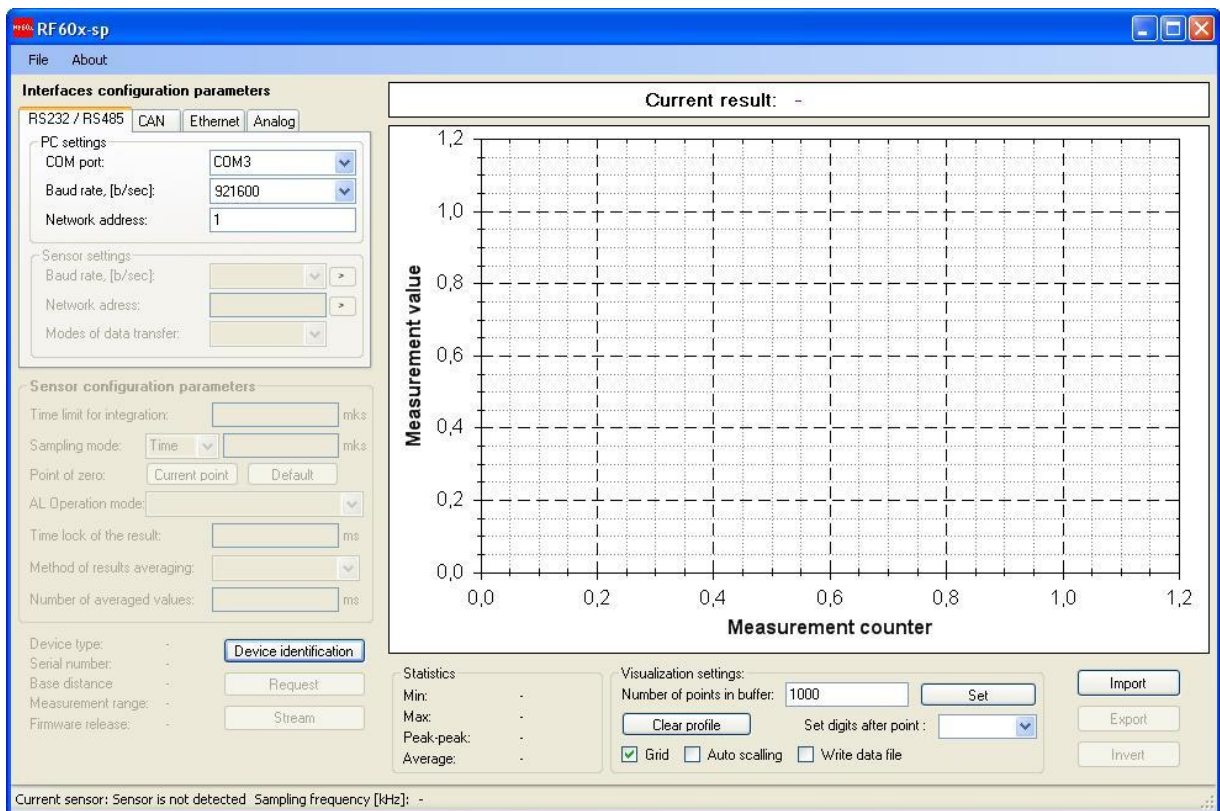 RF60x RF60x-sp
File About
Interfaces configuration parameters
RS232 / RS485 CAN Ethernet Analog
PC settings
COM port: COM3
Baud rate, [b/sec]: 921600
Network address: 1
Sensor settings
Baud rate, [b/sec]: >
Network adress: >
Modes of data transfer:
Sensor configuration parameters
Time limit for integration: mks
Sampling mode: Time mks
Point of zero: Current point Default
AL Operation mode:
Time lock of the result: ms
Method of results averaging:
Number of averaged values: ms
Device type: -
Serial number: -
Base distance -
Measurement range: -
Firmware release: -
Device identification
Request
Stream
Current result: -
Measurement value
1,2
1,0
0,8
0,6
0,4
0,2
0,0
0,0 0,2 0,4 0,6 0,8 1,0 1,2
Measurement counter
Statistics
Min: -
Max: -
Peak-peak: -
Average: -
Visualization settings:
Number of points in buffer: 1000 Set
Clear profile Set digits after point :
Grid Auto scalling Write data file
Import
Export
Invert
Current sensor: Sensor is not detected Sampling frequency [kHz]: -